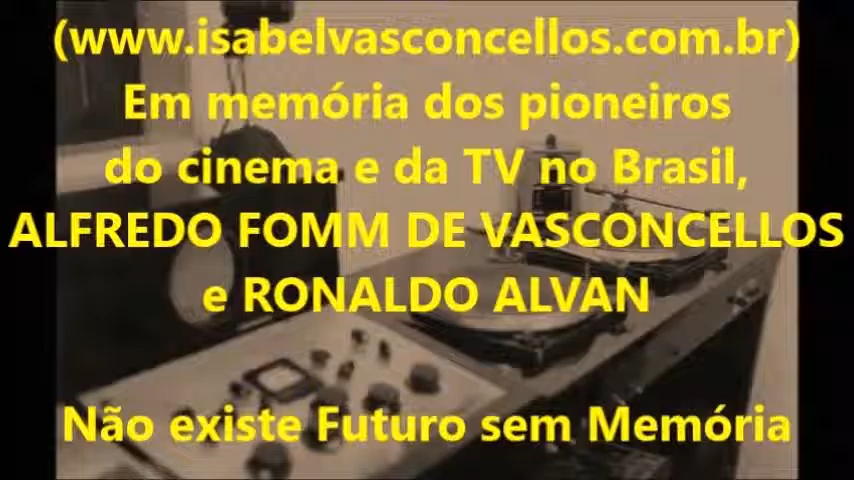 (www.isabelvasconcellos.com.br)
Em memória dos pioneiros
do cinema e da TV no Brasil,
ALFREDO FOMM DE VASCONCELLOS
e RONALDO ALVAN
Não existe Futuro sem Memória